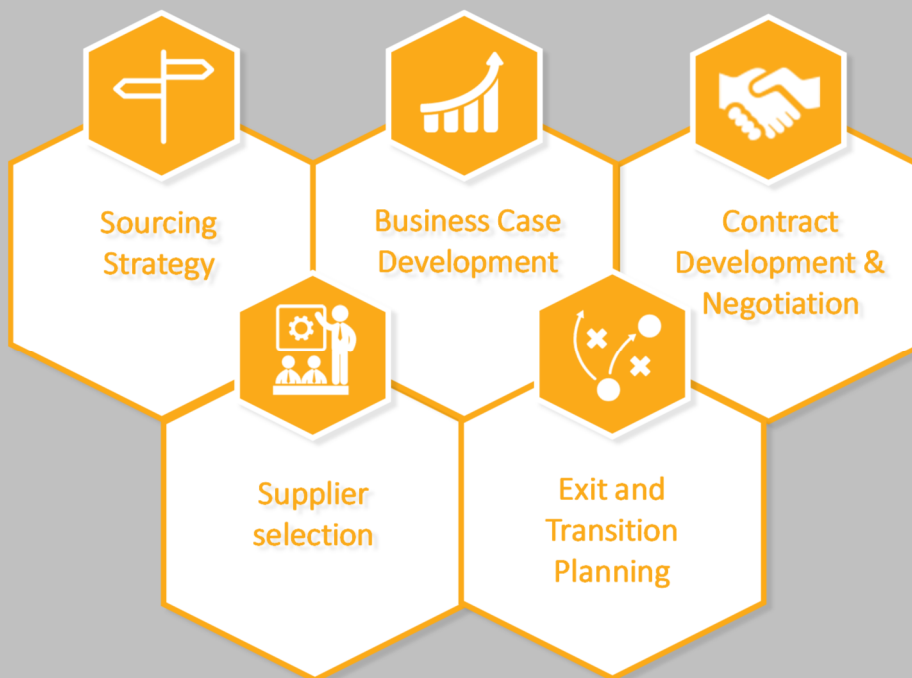 Sourcing
Strategy
Business Case
Development
Contract
Development &
Negotiation
Supplier
selection
Exit and
Transition
Planning